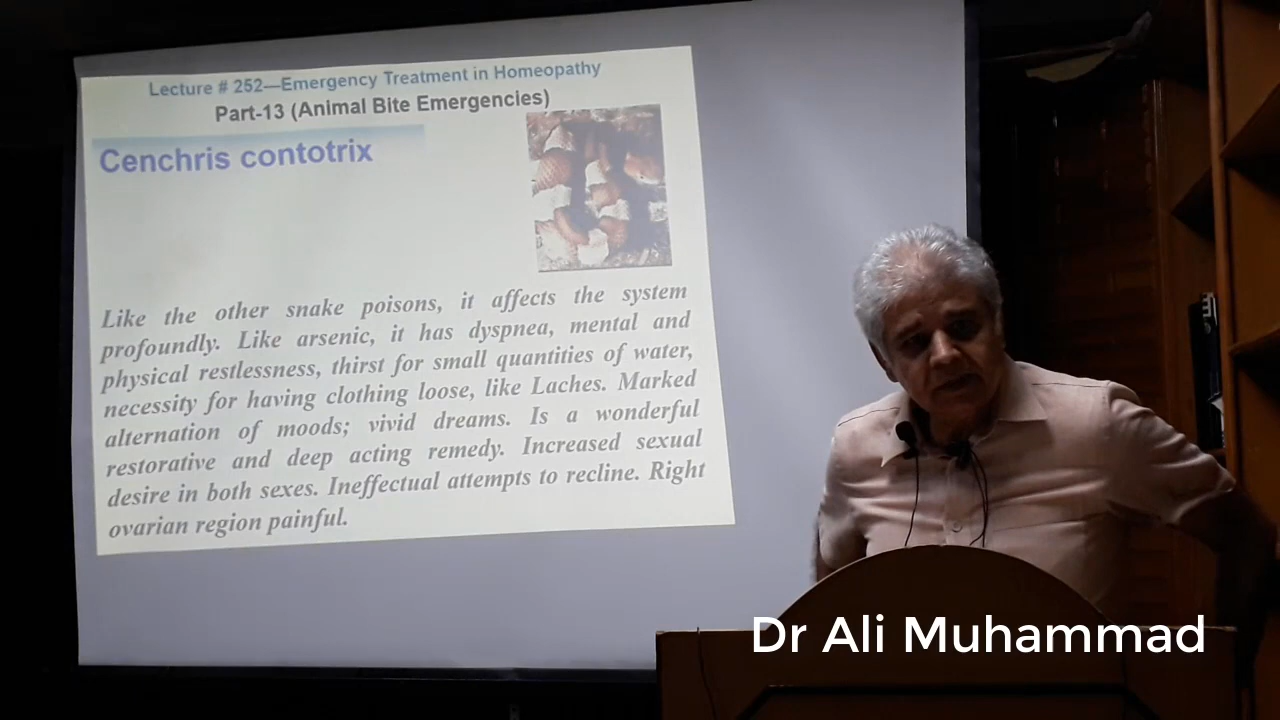 Lecture # 252—Emergency Treatment in Homeopathy
Part-13 (Animal Bite Emergencies)
Cenchris contotrix
Like the other snake poisons, it affects the system
profoundly. Like arsenic, it has dyspnea, mental and
physical restlessness, thirst for small quantities of water,
necessity for having clothing loose, like Laches. Marked
alternation of moods; vivid dreams. Is a wonderful
restorative and deep acting remedy. Increased sexual
desire in both sexes. Ineffectual attempts to recline. Right
ovarian region painful.
Dr Ali Muhammad